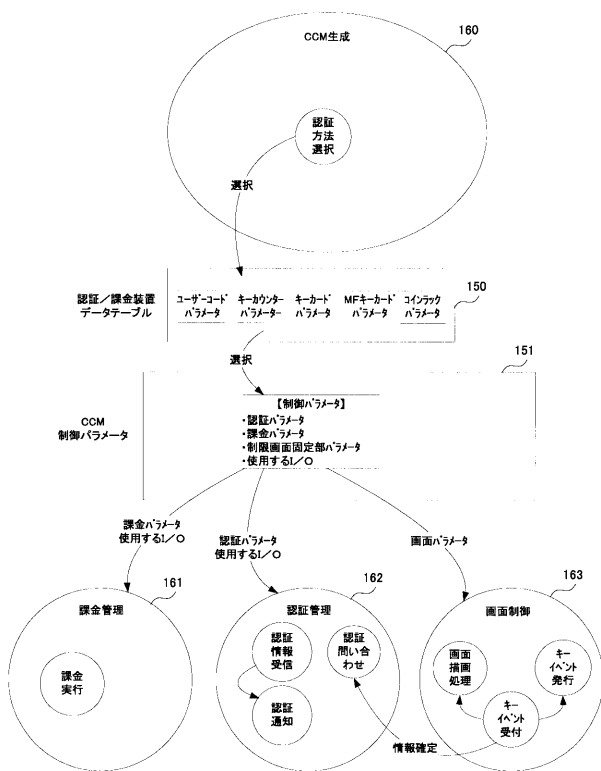 CCM生成
160
認証
方法
選択
選択
認証／課金装置
データテーブル
ユーザーコード
パラメータ
キーカウンター
パラメーター
キーカード
パラメータ
MFキーカード
パラメータ
コインラック
パラメータ
150
選択
151
CCM
制御パラメータ
【制御パラメータ】
・認証パラメータ
・課金パラメータ
・制限画面固定部パラメータ
・使用するI／O
課金パラメータ
使用するI／O
認証パラメータ
使用するI／O
画面パラメータ
161
162
163
課金管理
課金
実行
認証管理
認証
情報
受信
認証
問い合
わせ
認証
通知
画面制御
画面
描画
処理
キー
イベント
発行
キー
イベント
受付
情報確定